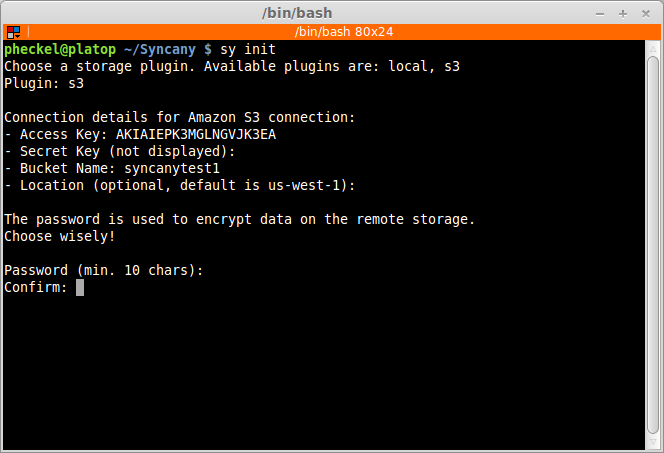 /bin/bash
/bin/bash 80x24
pheckel@platop ~/Syncany $ sy init
Choose a storage plugin. Available plugins are: local, s3
Plugin: s3
Connection details for Amazon S3 connection:
- Access Key: AKIAIEPK3MGLNGVJK3EA
- Secret Key (not displayed):
- Bucket Name: syncanytest1
- Location (optional, default is us-west-1):
The password is used to encrypt data on the remote storage.
Choose wisely!
Password (min. 10 chars):
Confirm: